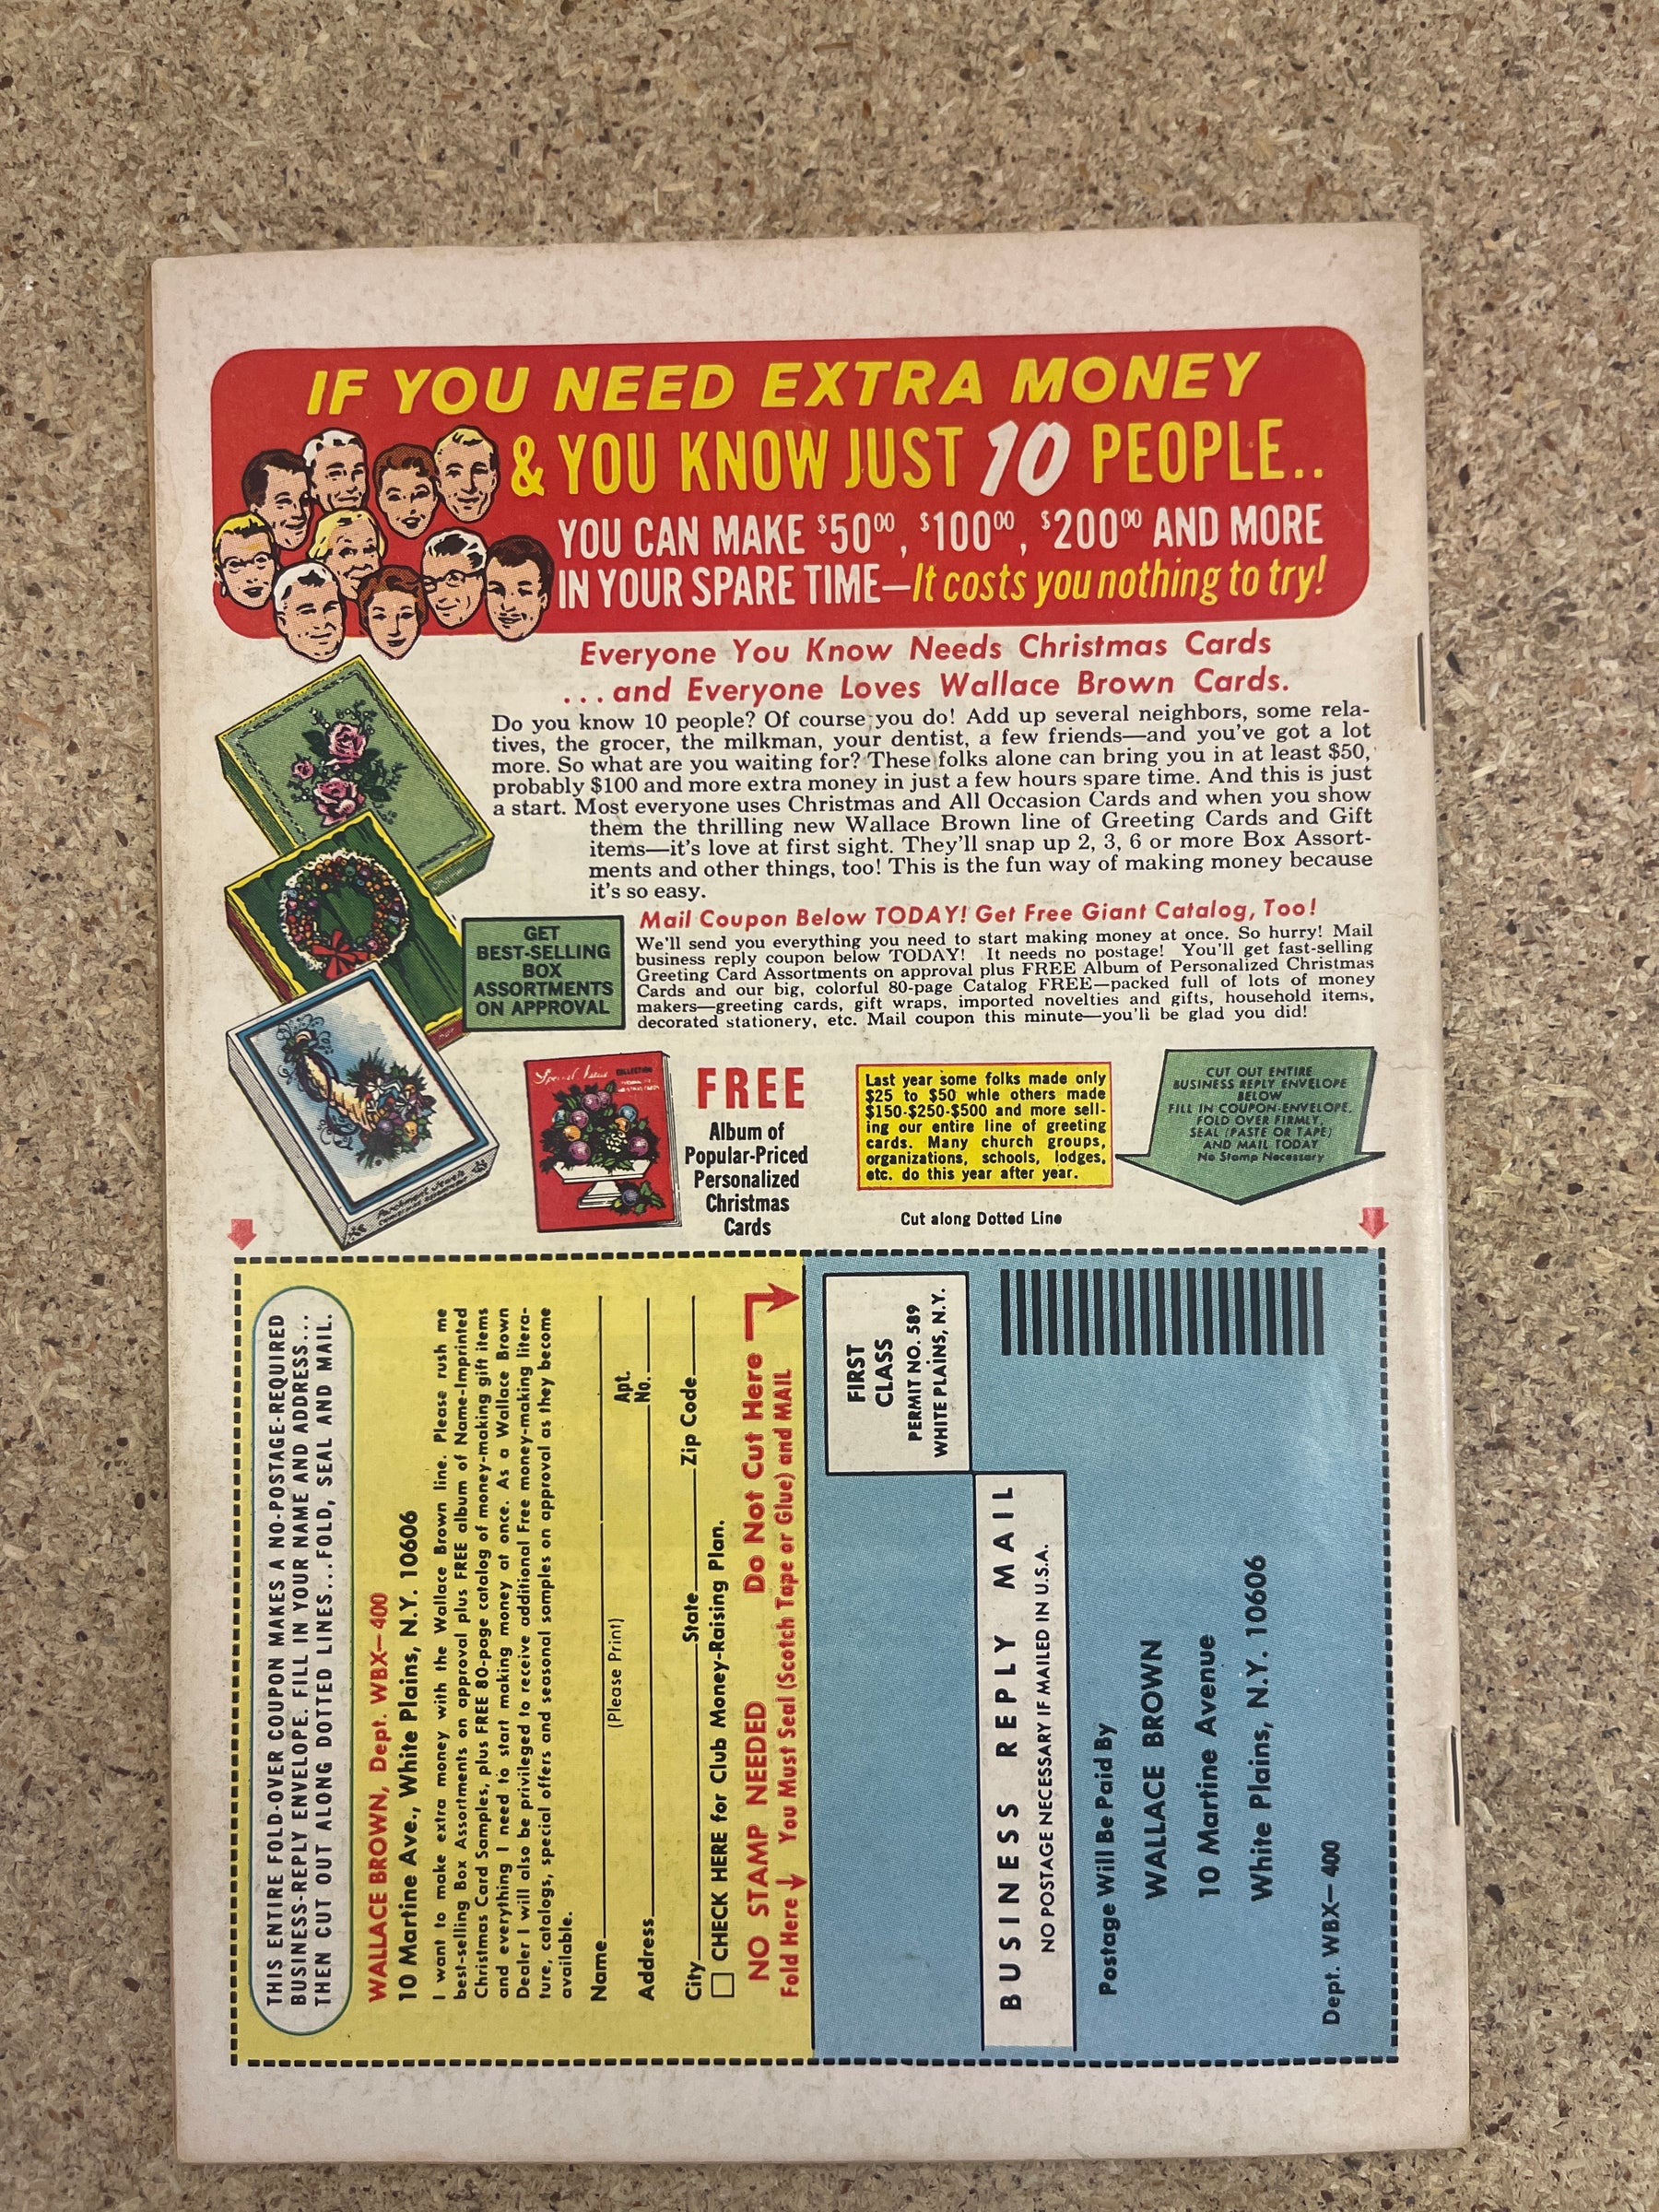 IF YOU NEED EXTRA MONEY
& YOU KNOW JUST 10 PEOPLE..
YOU CAN MAKE $50⁰⁰, $100⁰⁰, $200⁰⁰ AND MORE
IN YOUR SPARE TIME—It costs you nothing to try!
Everyone You Know Needs Christmas Cards
...and Everyone Loves Wallace Brown Cards.
Do you know 10 people? Of course you do! Add up several neighbors, some rela-
tives, the grocer, the milkman, your dentist, a few friends—and you've got a lot
more. So what are you waiting for? These folks alone can bring you in at least $50,
probably $100 and more extra money in just a few hours spare time. And this is just
a start. Most everyone uses Christmas and All Occasion Cards and when you show
them the thrilling new Wallace Brown line of Greeting Cards and Gift
items—it's love at first sight. They'll snap up 2, 3, 6 or more Box Assort-
ments and other things, too! This is the fun way of making money because
it's so easy.
GET
BEST-SELLING
BOX
ASSORTMENTS
ON APPROVAL
Mail Coupon Below TODAY! Get Free Giant Catalog, Too!
We'll send you everything you need to start making money at once. So hurry! Mail
business reply coupon below TODAY! It needs no postage! You'll get fast-selling
Greeting Card Assortments on approval plus FREE Album of Personalized Christmas
Cards and our big, colorful 80-page Catalog FREE—packed full of lots of money
makers—greeting cards, gift wraps, imported novelties and gifts, household items,
decorated stationery, etc. Mail coupon this minute—you'll be glad you did!
COLLECTION
FREE
Album of
Popular-Priced
Personalized
Christmas
Cards
Last year some folks made only
$25 to $50 whle others made
$150-$250-$500 and more sell-
ing our entire line of greeting
cards. Many church groups,
organizations, schools, lodges,
etc. do this year after year.
Cut along Dotted Line
CUT OUT ENTIRE
BUSINESS REPLY ENVELOPE
BELOW
FILL IN COUPON-ENVELOPE,
FOLD OVER FIRMLY,
SEAL (PASTE OR TAPE)
AND MAIL TODAY
No Stamp Necessary
THIS ENTIRE FOLD-OVER COUPON MAKES A NO-POSTAGE-REQUIRED
BUSINESS-REPLY ENVELOPE. FILL IN YOUR NAME AND ADDRESS...
THEN CUT OUT ALONG DOTTED LINES...FOLD, SEAL AND MAIL.
WALLACE BROWN, Dept. WBX—400
10 Martine Ave., White Plains, N.Y. 10606
I want to make extra money with the Wallace Brown line. Please rush me
best-selling Box Assortments on approval plus FREE album of Name-Imprinted
Christmas Card Samples, plus FREE 80-page catalog of money-making gift items
and everything I need to start making money at once. As a Wallace Brown
Dealer I will also be privileged to receive additional Free money-making litera-
ture, catalogs, special offers and seasonal samples on approval as they become
available.
Name
(Please Print)
Address Apt. No.
City State Zip Code
CHECK HERE for Club Money-Raising Plan.
NO STAMP NEEDED Do Not Cut Here
Fold Here You Must Seal (Scotch Tape or Glue) and MAIL
FIRST
CLASS
PERMIT NO. 589
WHITE PLAINS, N.Y.
BUSINESS REPLY MAIL
NO POSTAGE NECESSARY IF MAILED IN U.S.A.
Postage Will Be Paid By
WALLACE BROWN
10 Martine Avenue
White Plains, N.Y. 10606
Dept. WBX—400